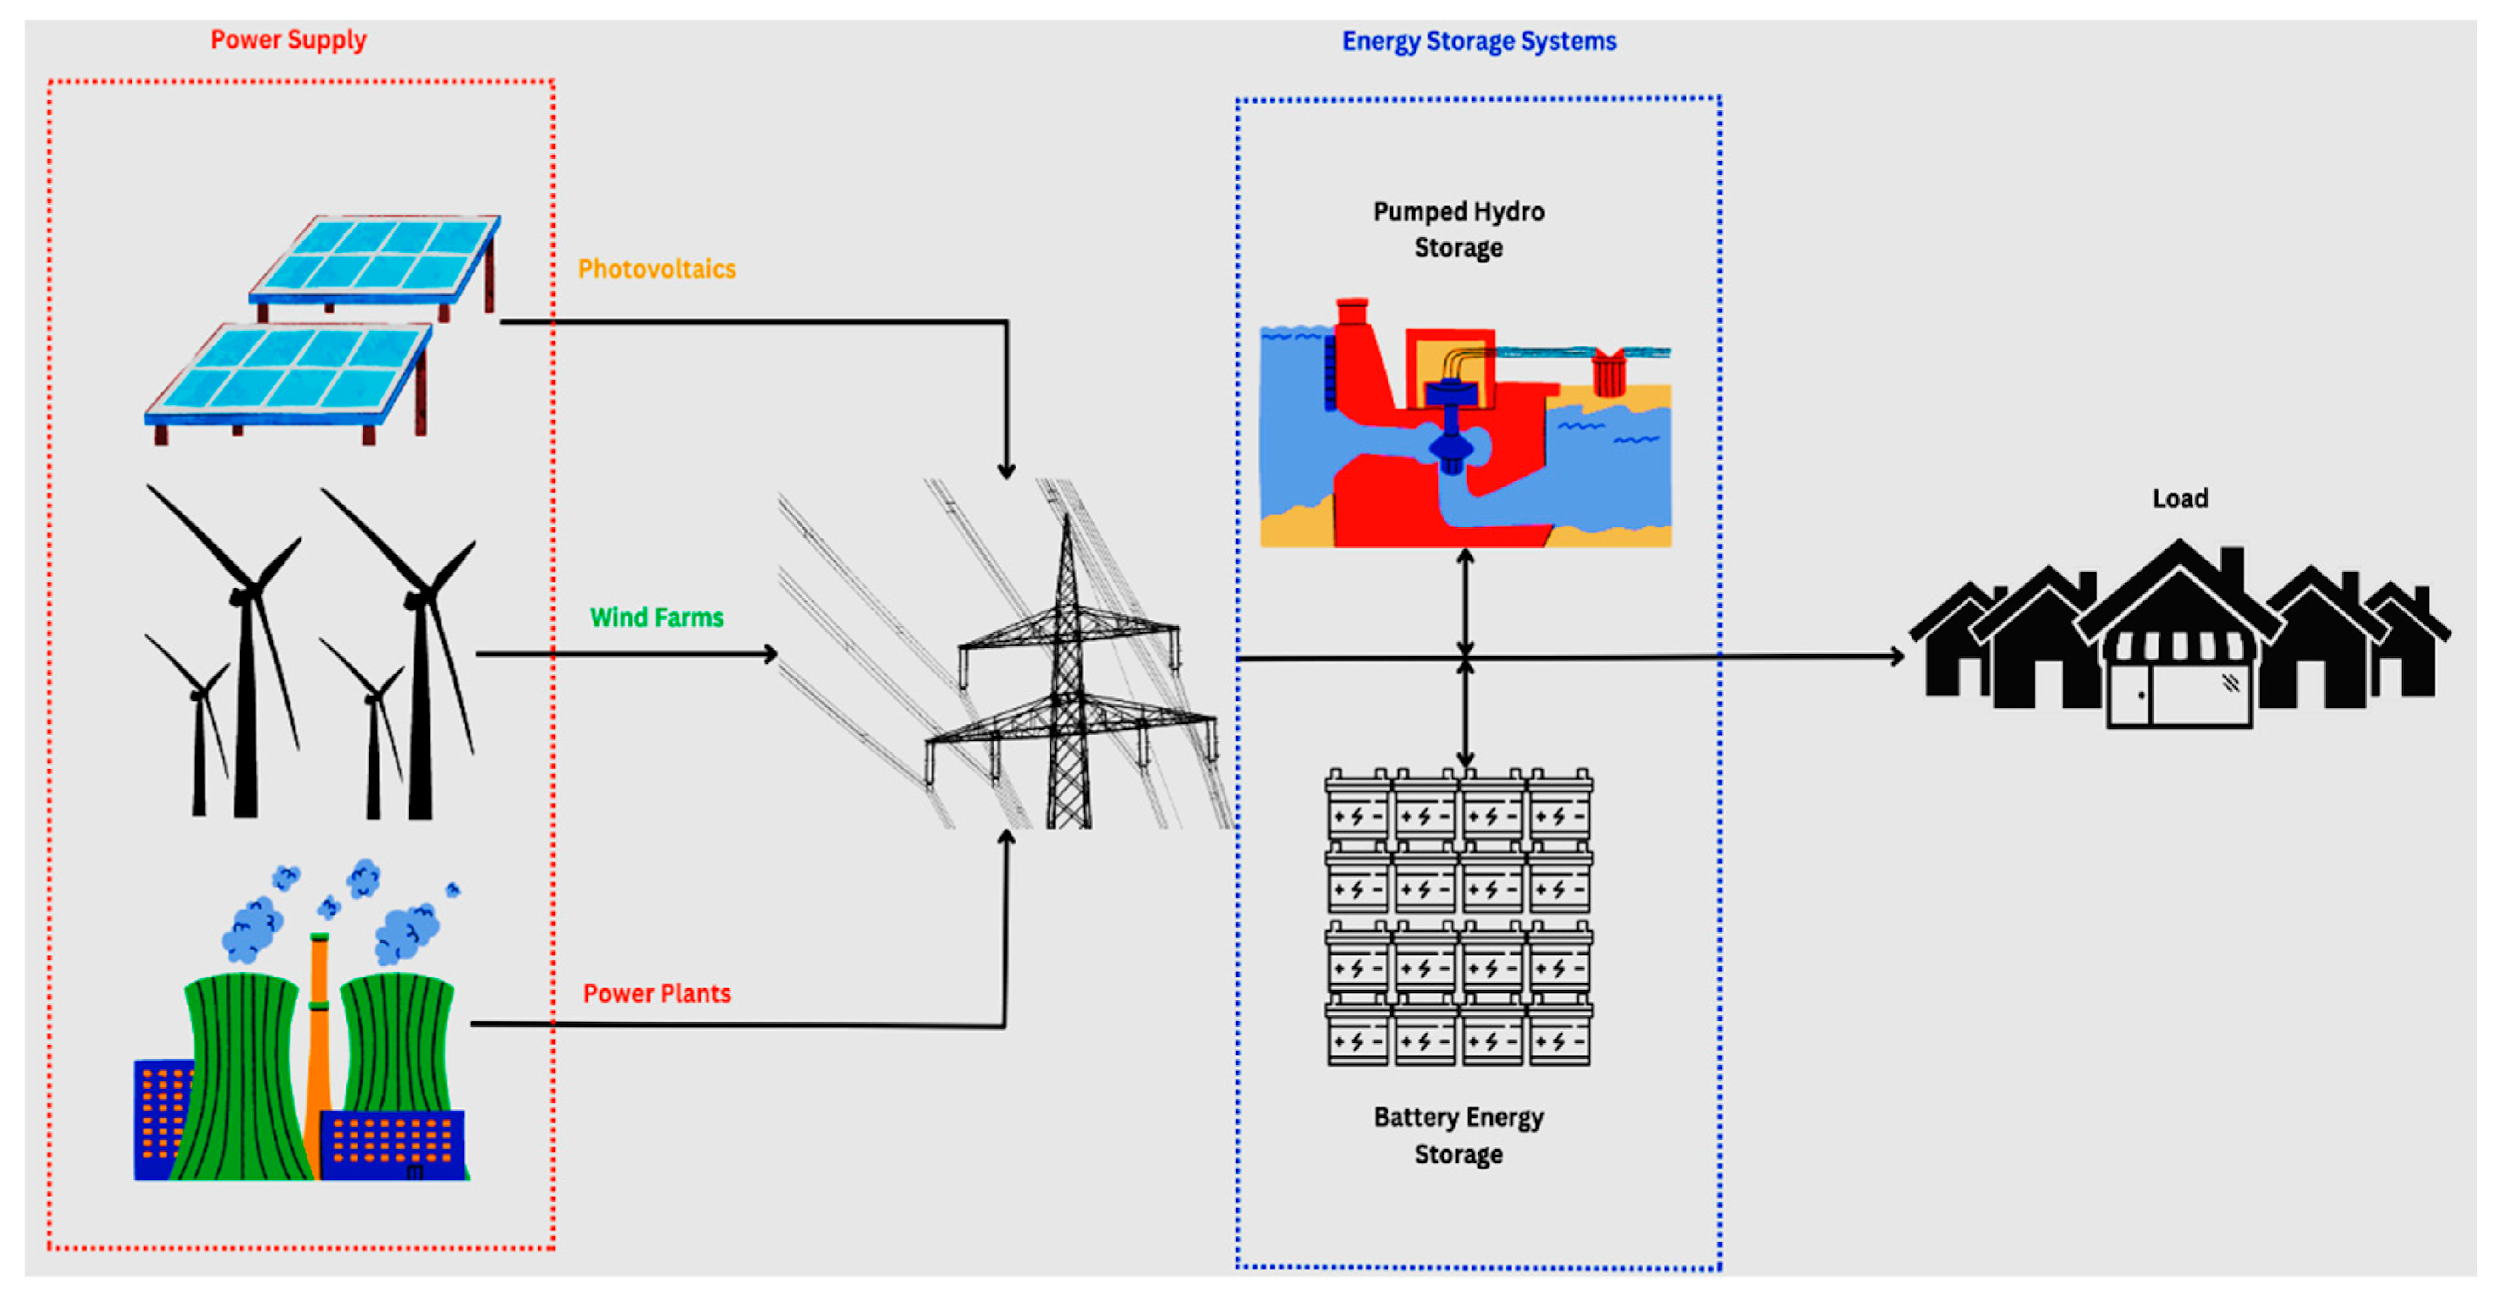 Power Supply
Energy Storage Systems
Pumped Hydro
Storage
Photovoltaics
Load
Wind Farms
Power Plants
Battery Energy
Storage